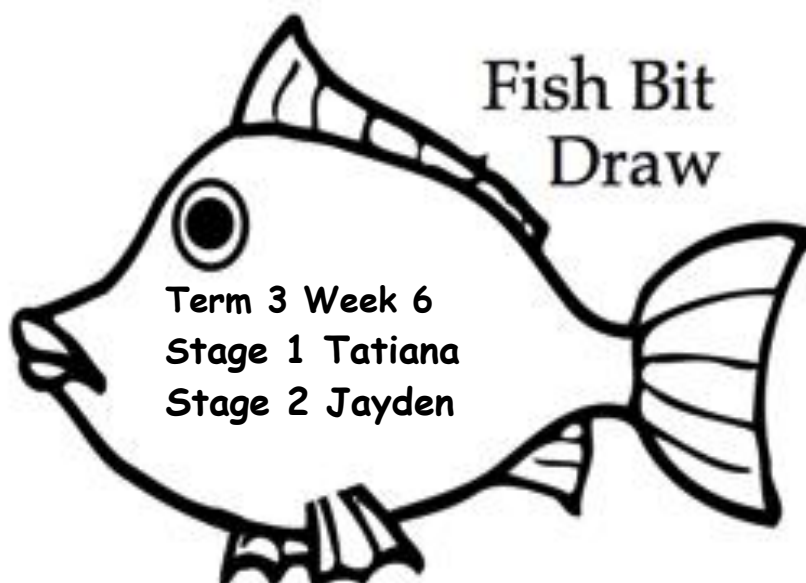 Fish Bit
Draw
Term 3 Week 6
Stage 1 Tatiana
Stage 2 Jayden